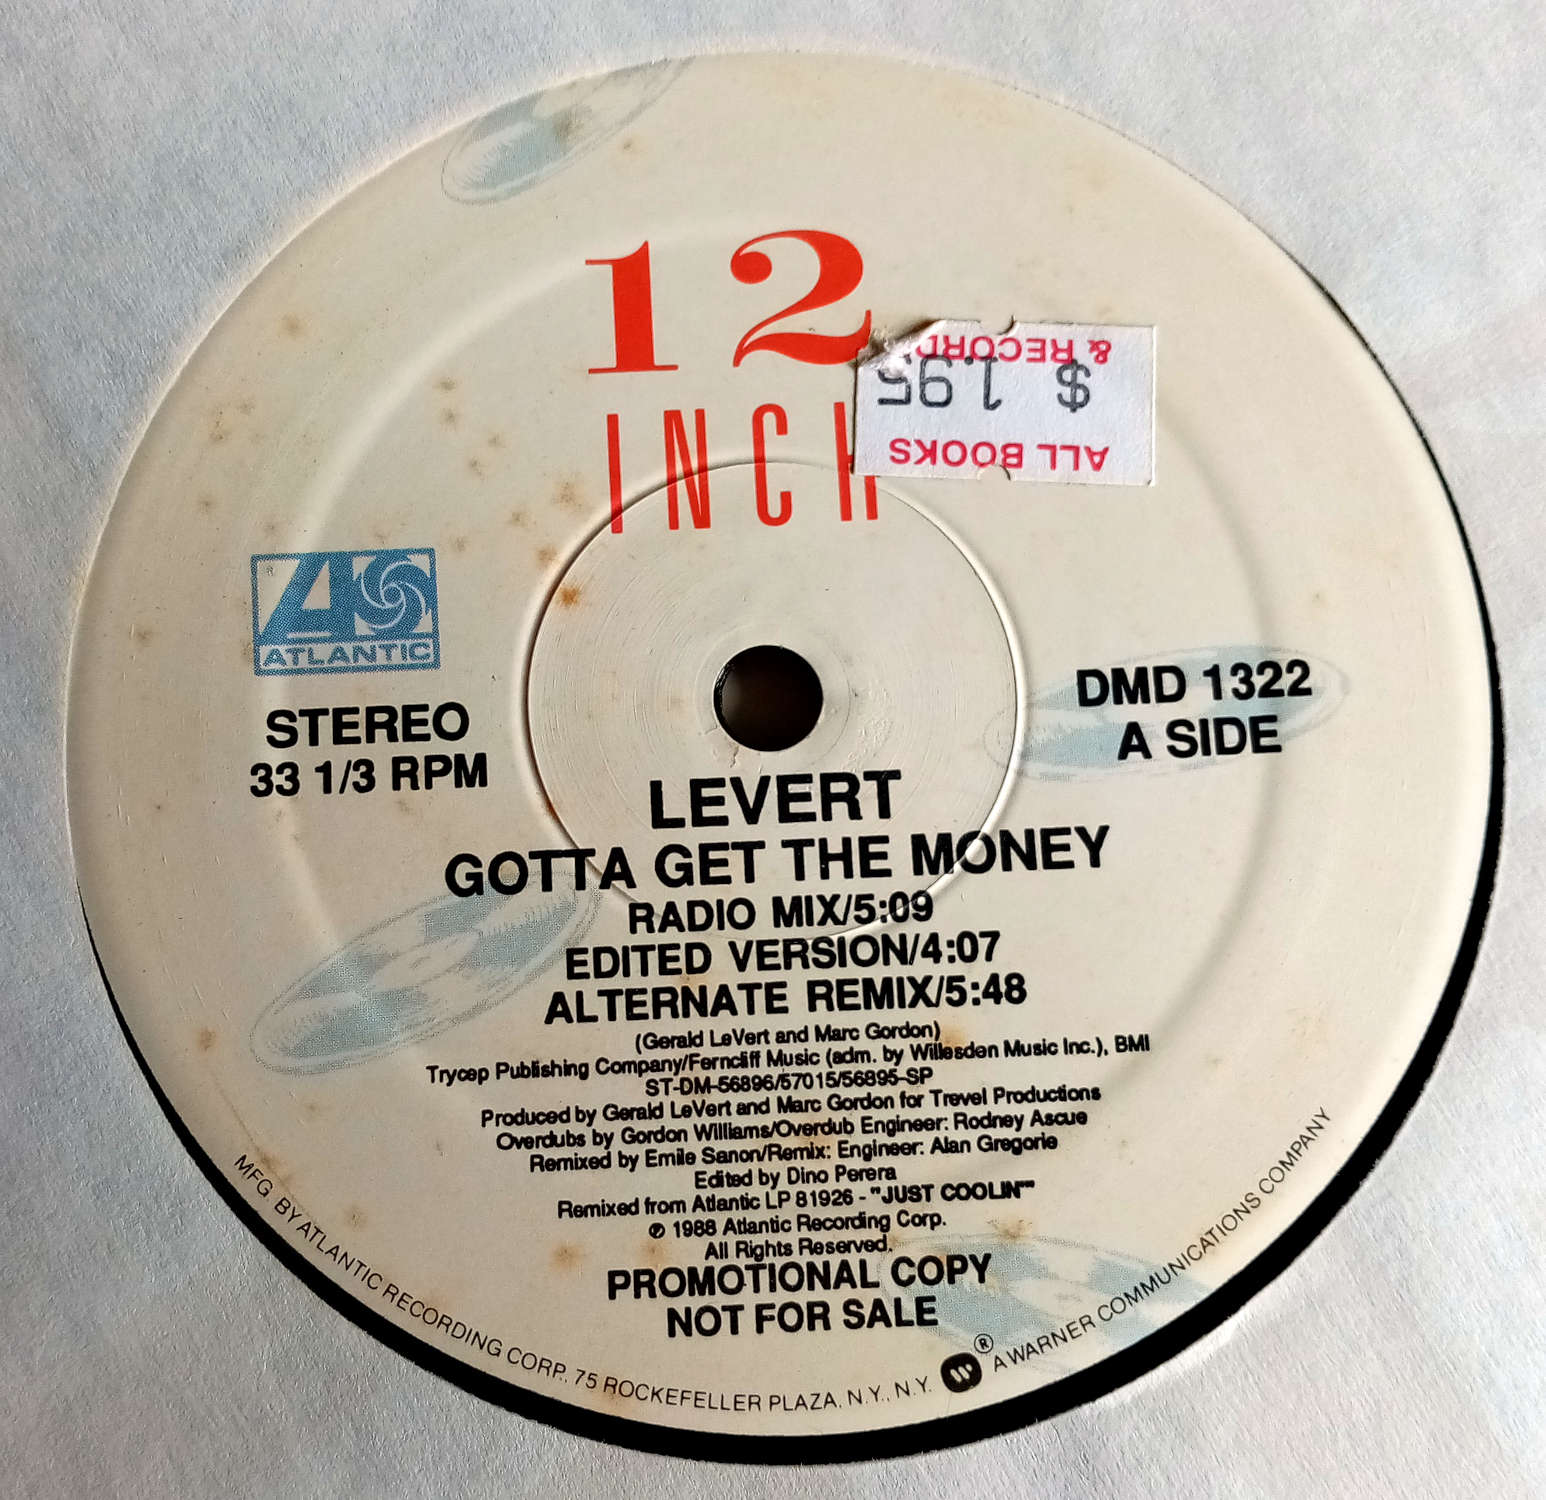 12
INCH
ALL BOOKS
$ 1.95
& RECORDS
ATLANTIC
STEREO
33 1/3 RPM
DMD 1322
A SIDE
LEVERT
GOTTA GET THE MONEY
RADIO MIX/5:09
EDITED VERSION/4:07
ALTERNATE REMIX/5:48
(Gerald LeVert and Marc Gordon)
Trycep Publishing Company/Ferncliff Music (adm. by Willesden Music Inc.), BMI
ST-DM-56896/57015/56895-SP
Produced by Gerald LeVert and Marc Gordon for Trevel Productions
Overdubs by Gordon Williams/Overdub Engineer: Rodney Ascue
Remixed by Emile Sanon/Remix: Engineer: Alan Gregorie
Edited by Dino Perera
Remixed from Atlantic LP 81926 - "JUST COOLIN'"
℗ 1988 Atlantic Recording Corp.
All Rights Reserved.
PROMOTIONAL COPY
NOT FOR SALE
MFG. BY ATLANTIC RECORDING CORP., 75 ROCKEFELLER PLAZA, N.Y., N.Y. ® A WARNER COMMUNICATIONS COMPANY